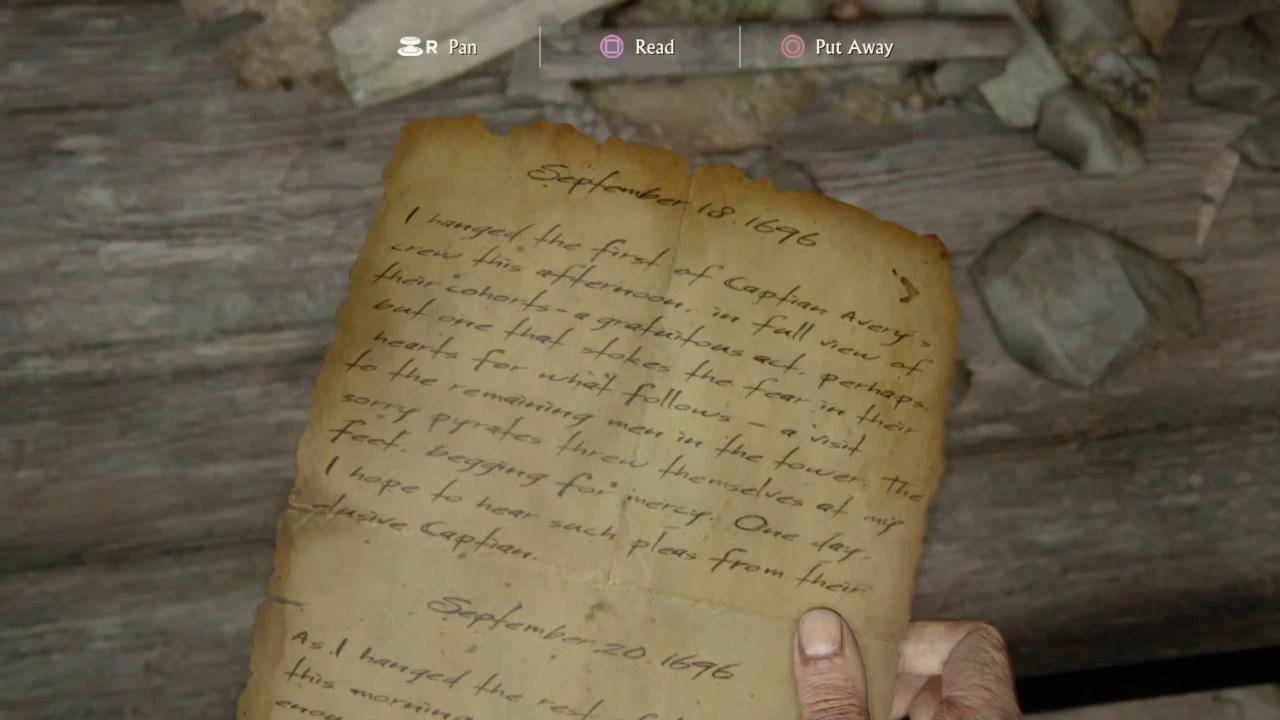 R Pan Read Put Away
September 18. 1696
I hanged the first of Captian Avery's
crew this afternoon, in full view of
their cohorts - a gratuitous act, perhaps,
but one that stokes the fear in their
hearts for what follows - a visit
to the remaining men in the tower. The
sorry pyrates threw themselves at my
feet, begging for mercy. One day,
I hope to hear such pleas from their
elusive Captian.
September 20. 1696
As I hanged the rest of
this morning